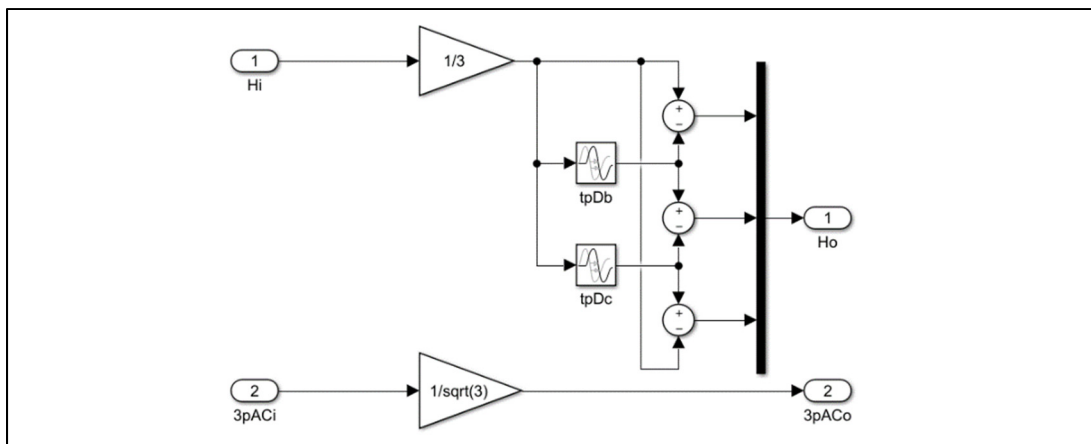 1
Hi
1/3
+
−
tpDb
+
−
1
Ho
tpDc
+
−
2
3pACi
1/sqrt(3)
2
3pACo